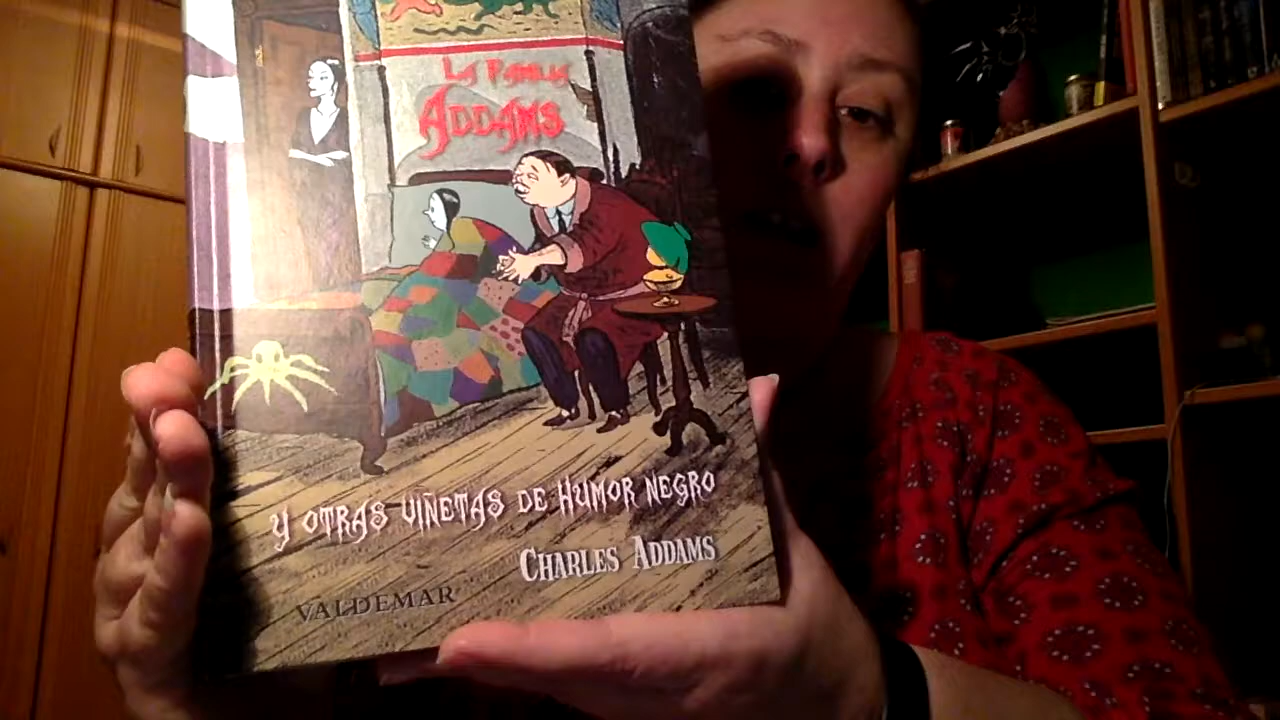 La Familia
Addams
y otras viñetas de humor negro
Charles Addams
VALDEMAR